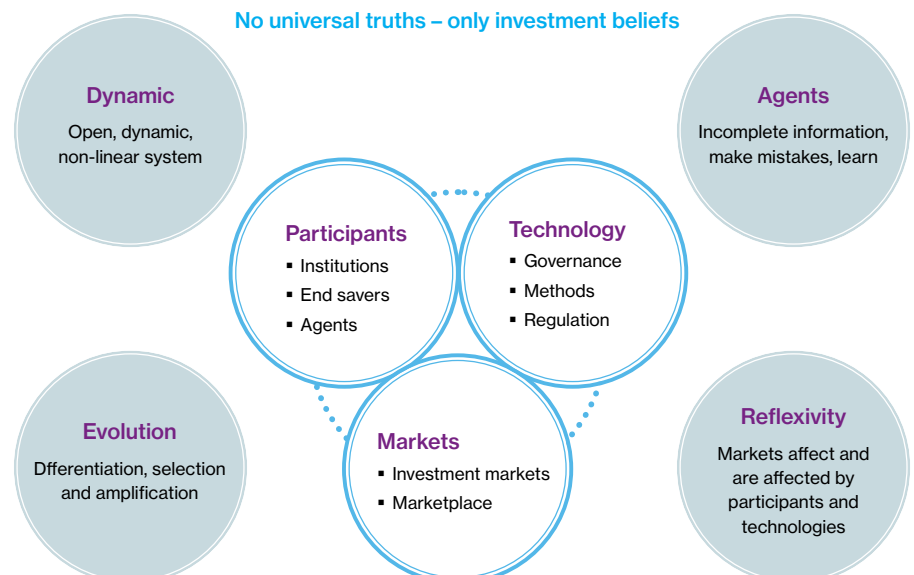 No universal truths – only investment beliefs
Dynamic
Open, dynamic,
non-linear system
Agents
Incomplete information,
make mistakes, learn
Participants
▪ Institutions
▪ End savers
▪ Agents
Technology
▪ Governance
▪ Methods
▪ Regulation
Evolution
Dfferentiation, selection
and amplification
Markets
▪ Investment markets
▪ Marketplace
Reflexivity
Markets affect and
are affected by
participants and
technologies